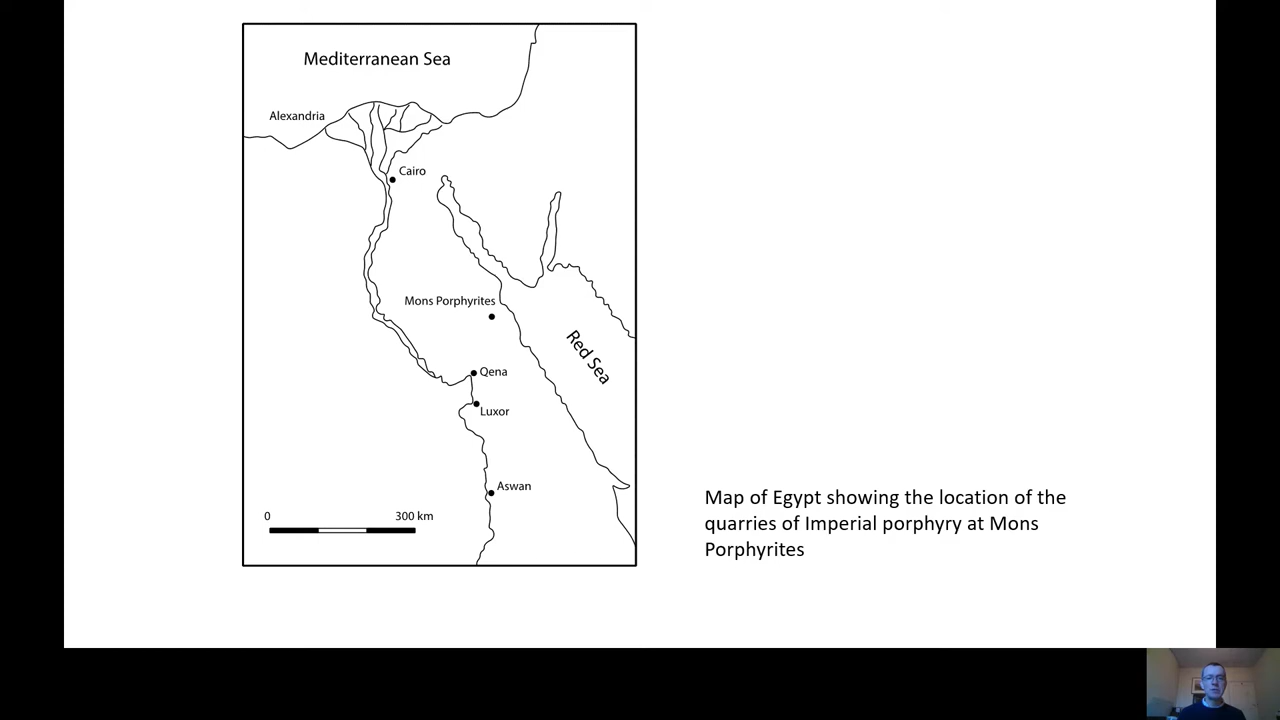 Mediterranean Sea
Alexandria
Cairo
Mons Porphyrites
Red Sea
Qena
Luxor
Aswan
0 300 km
Map of Egypt showing the location of the
quarries of Imperial porphyry at Mons
Porphyrites